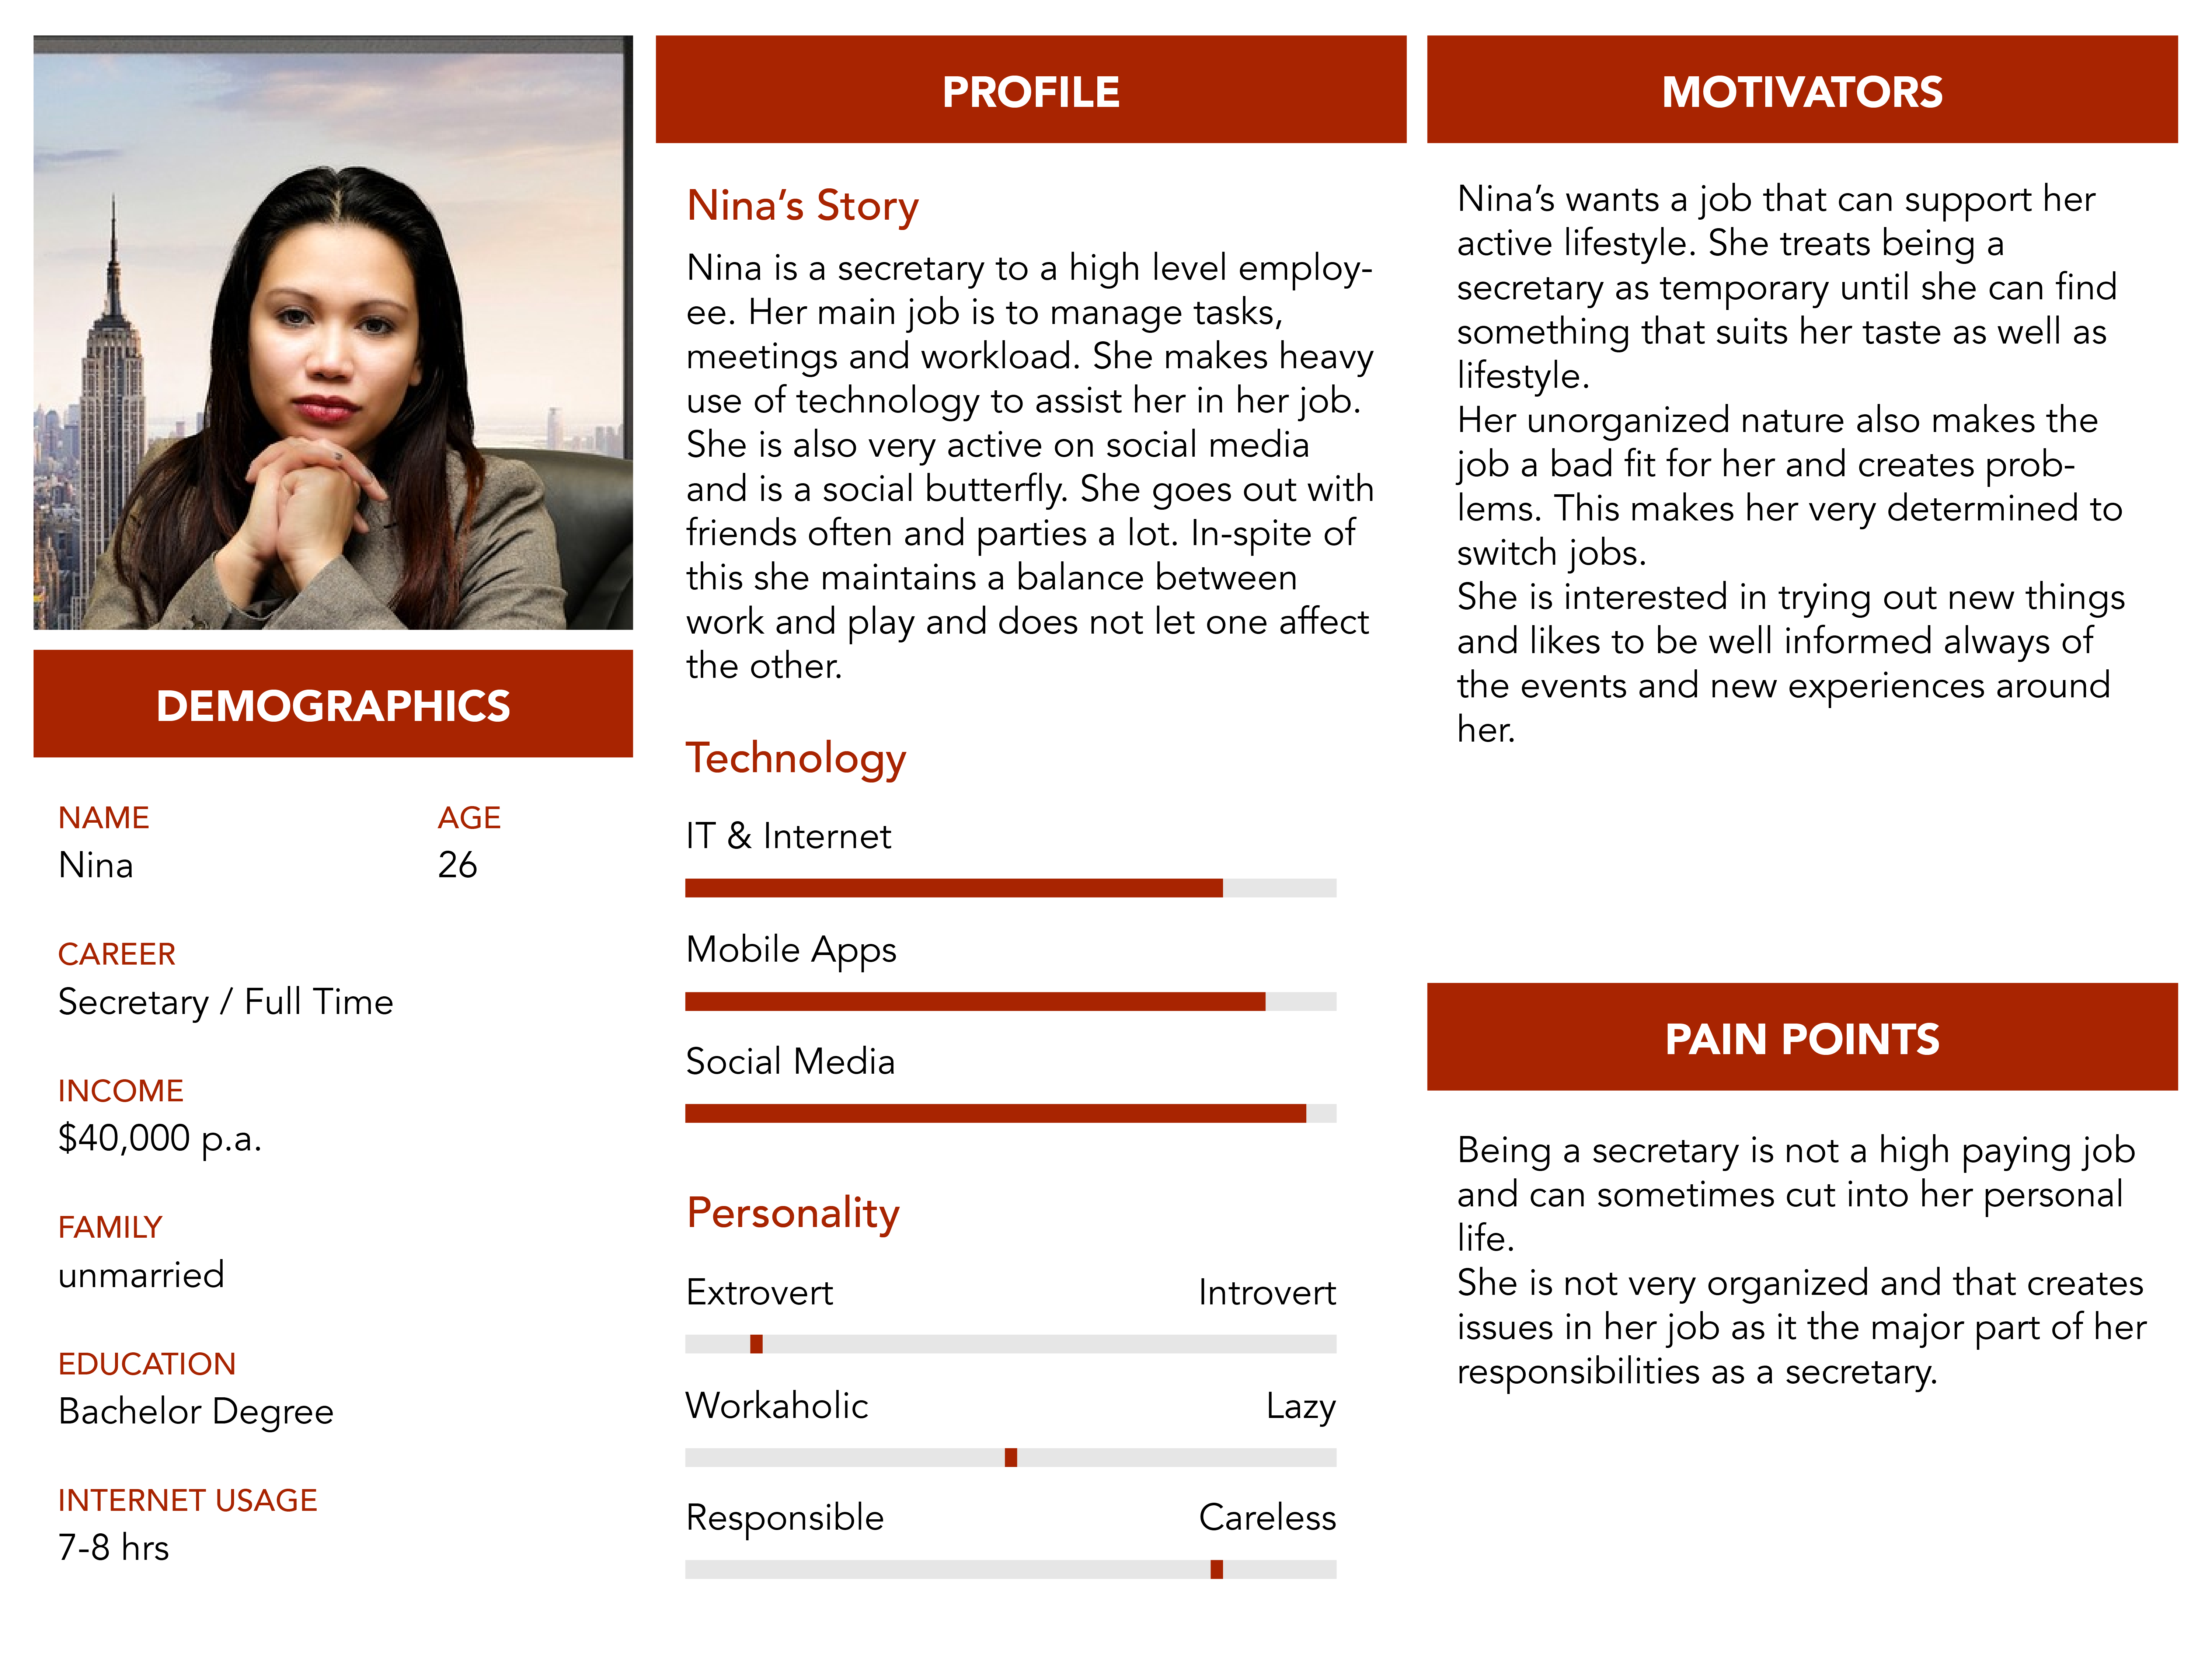 DEMOGRAPHICS
NAME
Nina
AGE
26
CAREER
Secretary / Full Time
INCOME
$40,000 p.a.
FAMILY
unmarried
EDUCATION
Bachelor Degree
INTERNET USAGE
7-8 hrs
PROFILE
Nina’s Story
Nina is a secretary to a high level employ-
ee. Her main job is to manage tasks,
meetings and workload. She makes heavy
use of technology to assist her in her job.
She is also very active on social media
and is a social butterfly. She goes out with
friends often and parties a lot. In-spite of
this she maintains a balance between
work and play and does not let one affect
the other.
Technology
IT & Internet
Mobile Apps
Social Media
Personality
Extrovert Introvert
Workaholic Lazy
Responsible Careless
MOTIVATORS
Nina’s wants a job that can support her
active lifestyle. She treats being a
secretary as temporary until she can find
something that suits her taste as well as
lifestyle.
Her unorganized nature also makes the
job a bad fit for her and creates prob-
lems. This makes her very determined to
switch jobs.
She is interested in trying out new things
and likes to be well informed always of
the events and new experiences around
her.
PAIN POINTS
Being a secretary is not a high paying job
and can sometimes cut into her personal
life.
She is not very organized and that creates
issues in her job as it the major part of her
responsibilities as a secretary.